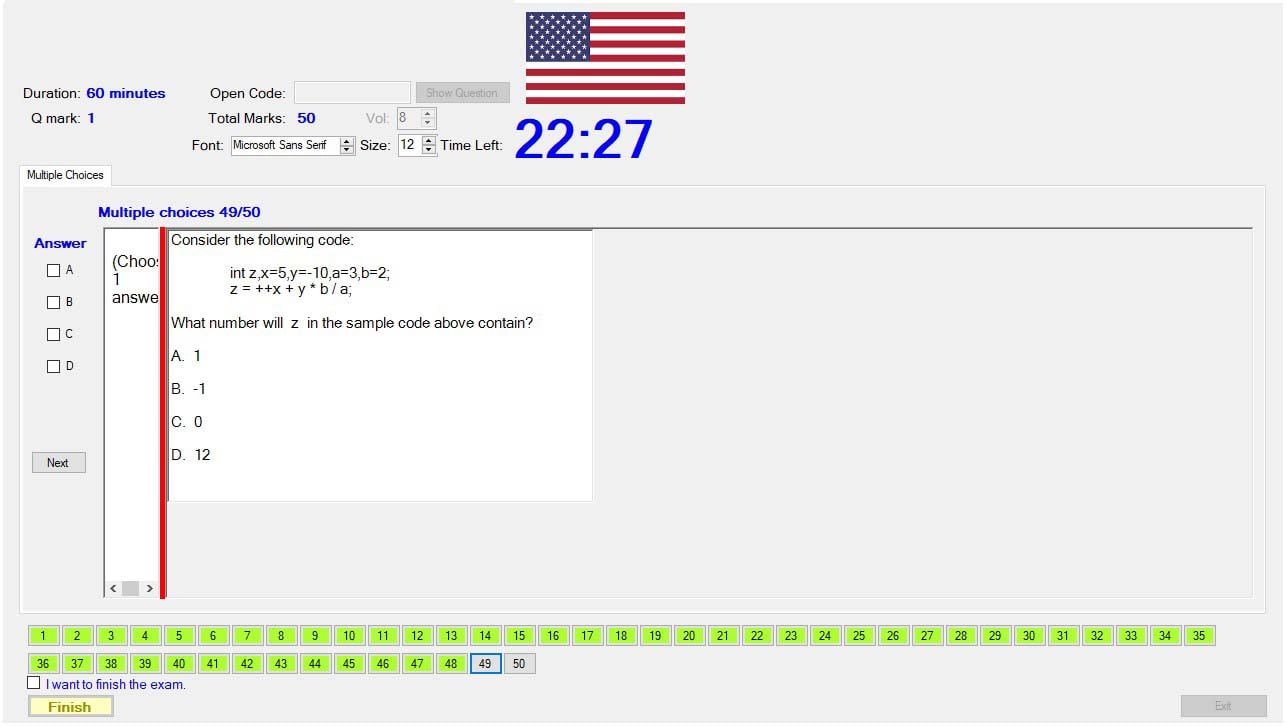 Duration: 60 minutes
Open Code:
Show Question
Q mark: 1
Total Marks: 50
Vol: 8
Font: Microsoft Sans Serif
Size: 12
Time Left: 22:27
Multiple Choices
Multiple choices 49/50
Answer
A
B
C
D
Next
(Choos
1
answe
Consider the following code:
int z,x=5,y=-10,a=3,b=2;
z = ++x + y * b / a;
What number will z in the sample code above contain?
A. 1
B. -1
C. 0
D. 12
1 2 3 4 5 6 7 8 9 10 11 12 13 14 15 16 17 18 19 20 21 22 23 24 25 26 27 28 29 30 31 32 33 34 35
36 37 38 39 40 41 42 43 44 45 46 47 48 49 50
I want to finish the exam.
Finish
Exit